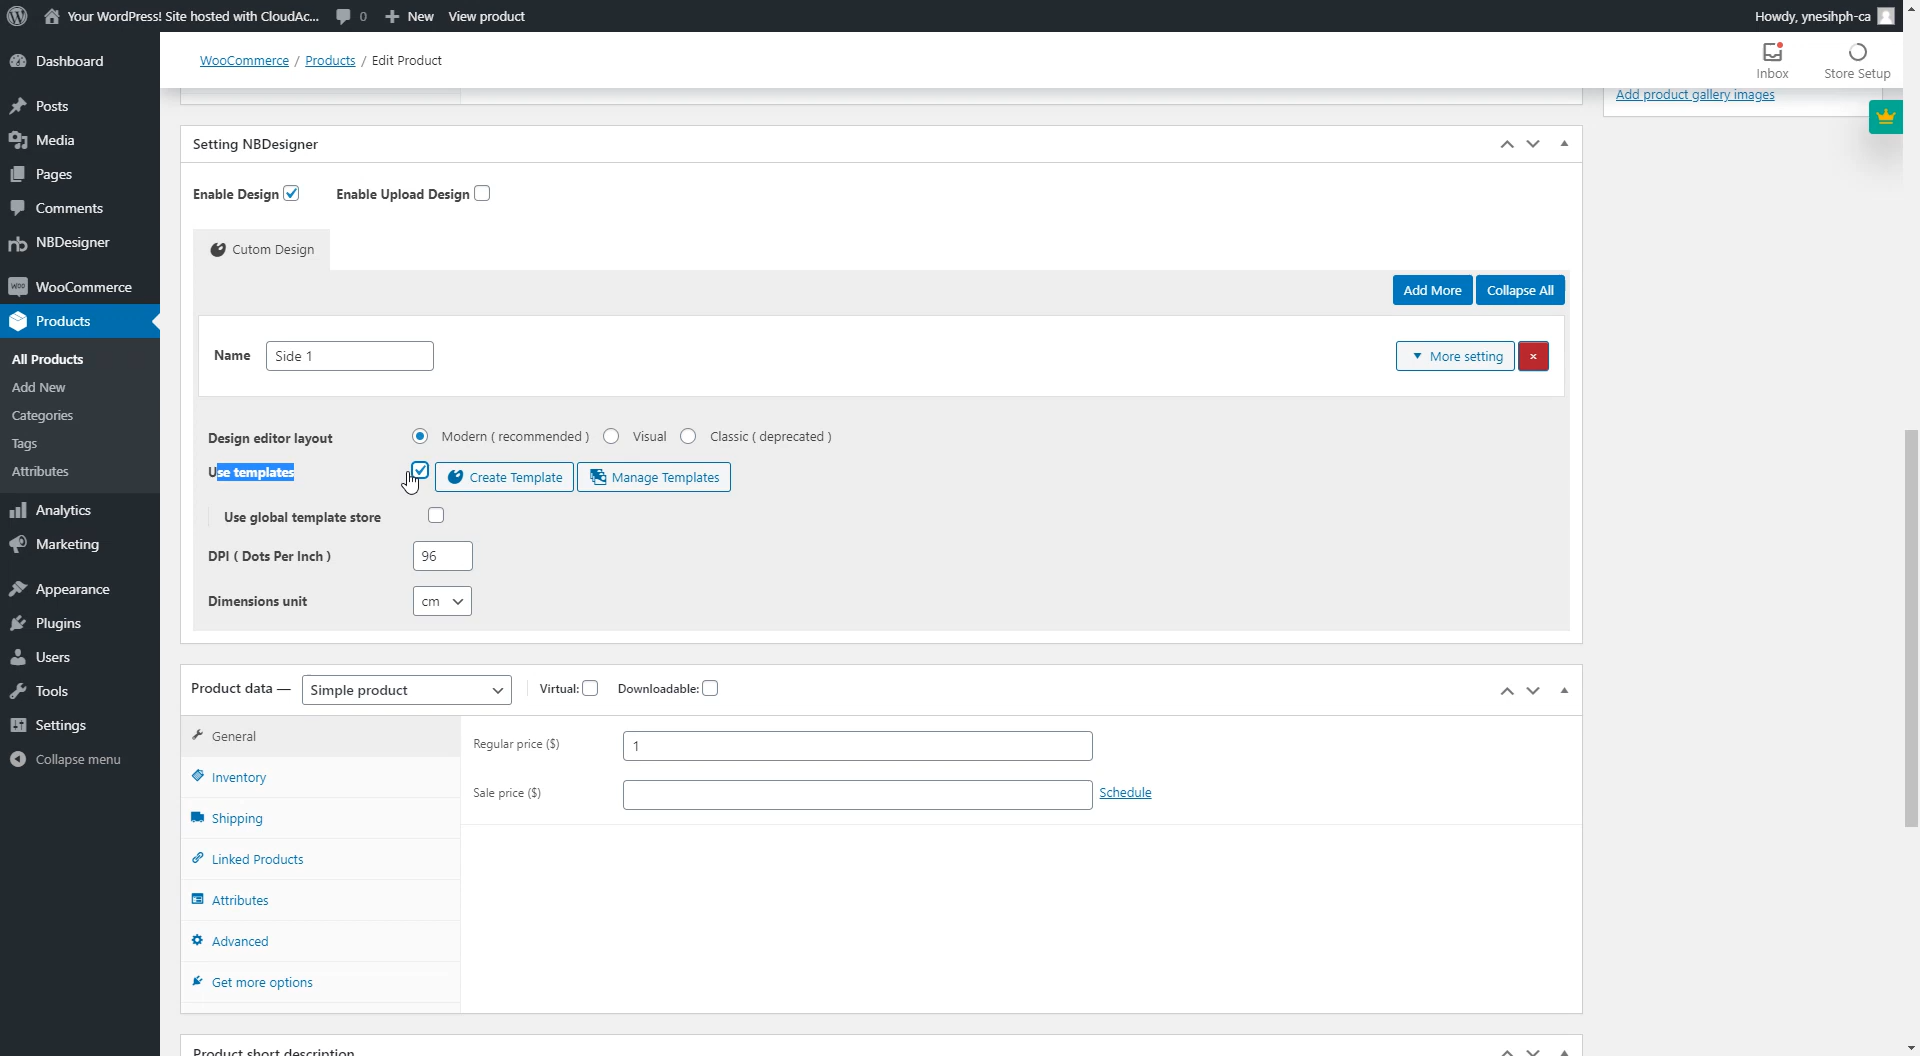 Your WordPress! Site hosted with CloudAc... 0 New View product Howdy, ynesihph-ca
WooCommerce / Products / Edit Product
Inbox
Store Setup
Dashboard
Posts
Media
Pages
Comments
NBDesigner
WooCommerce
Products
All Products
Add New
Categories
Tags
Attributes
Analytics
Marketing
Appearance
Plugins
Users
Tools
Settings
Collapse menu
Add product gallery images
Setting NBDesigner
Enable Design Enable Upload Design
Cutom Design
Add More Collapse All
Name Side 1 More setting ×
Design editor layout Modern ( recommended ) Visual Classic ( deprecated )
Use templates Create Template Manage Templates
Use global template store
DPI ( Dots Per Inch ) 96
Dimensions unit cm
Product data — Simple product Virtual: Downloadable:
General
Inventory
Shipping
Linked Products
Attributes
Advanced
Get more options
Regular price ($) 1
Sale price ($) Schedule
Product short description